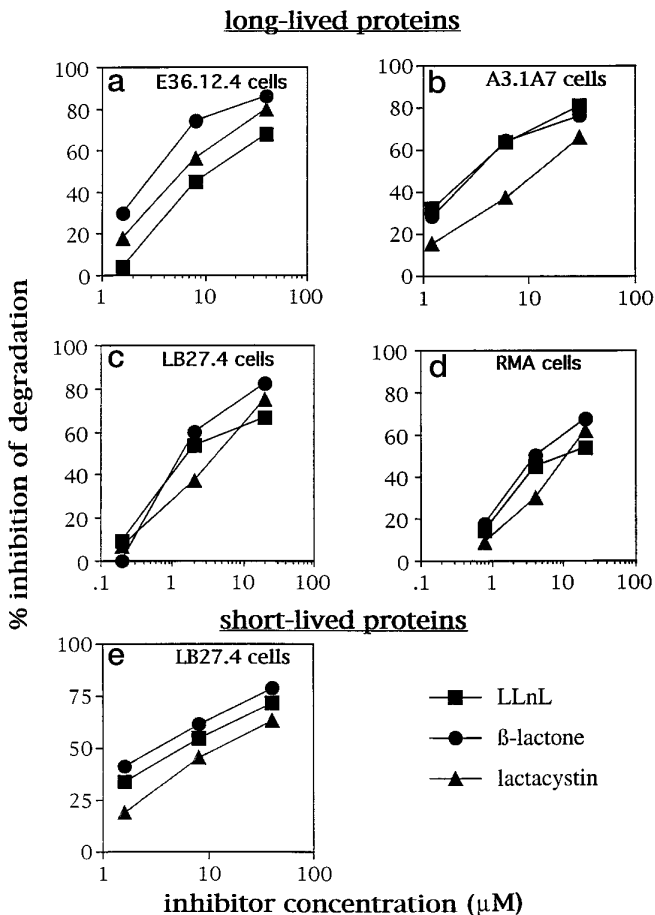 long-lived proteins
a E36.12.4 cells
100
80
60
40
20
0
1 10 100
b A3.1A7 cells
100
80
60
40
20
0
1 10 100
c LB27.4 cells
100
80
60
40
20
0
.1 1 10 100
d RMA cells
100
80
60
40
20
0
.1 1 10 100
short-lived proteins
e LB27.4 cells
100
75
50
25
0
1 10 100
LLnL
ß-lactone
lactacystin
% inhibition of degradation
inhibitor concentration (µM)